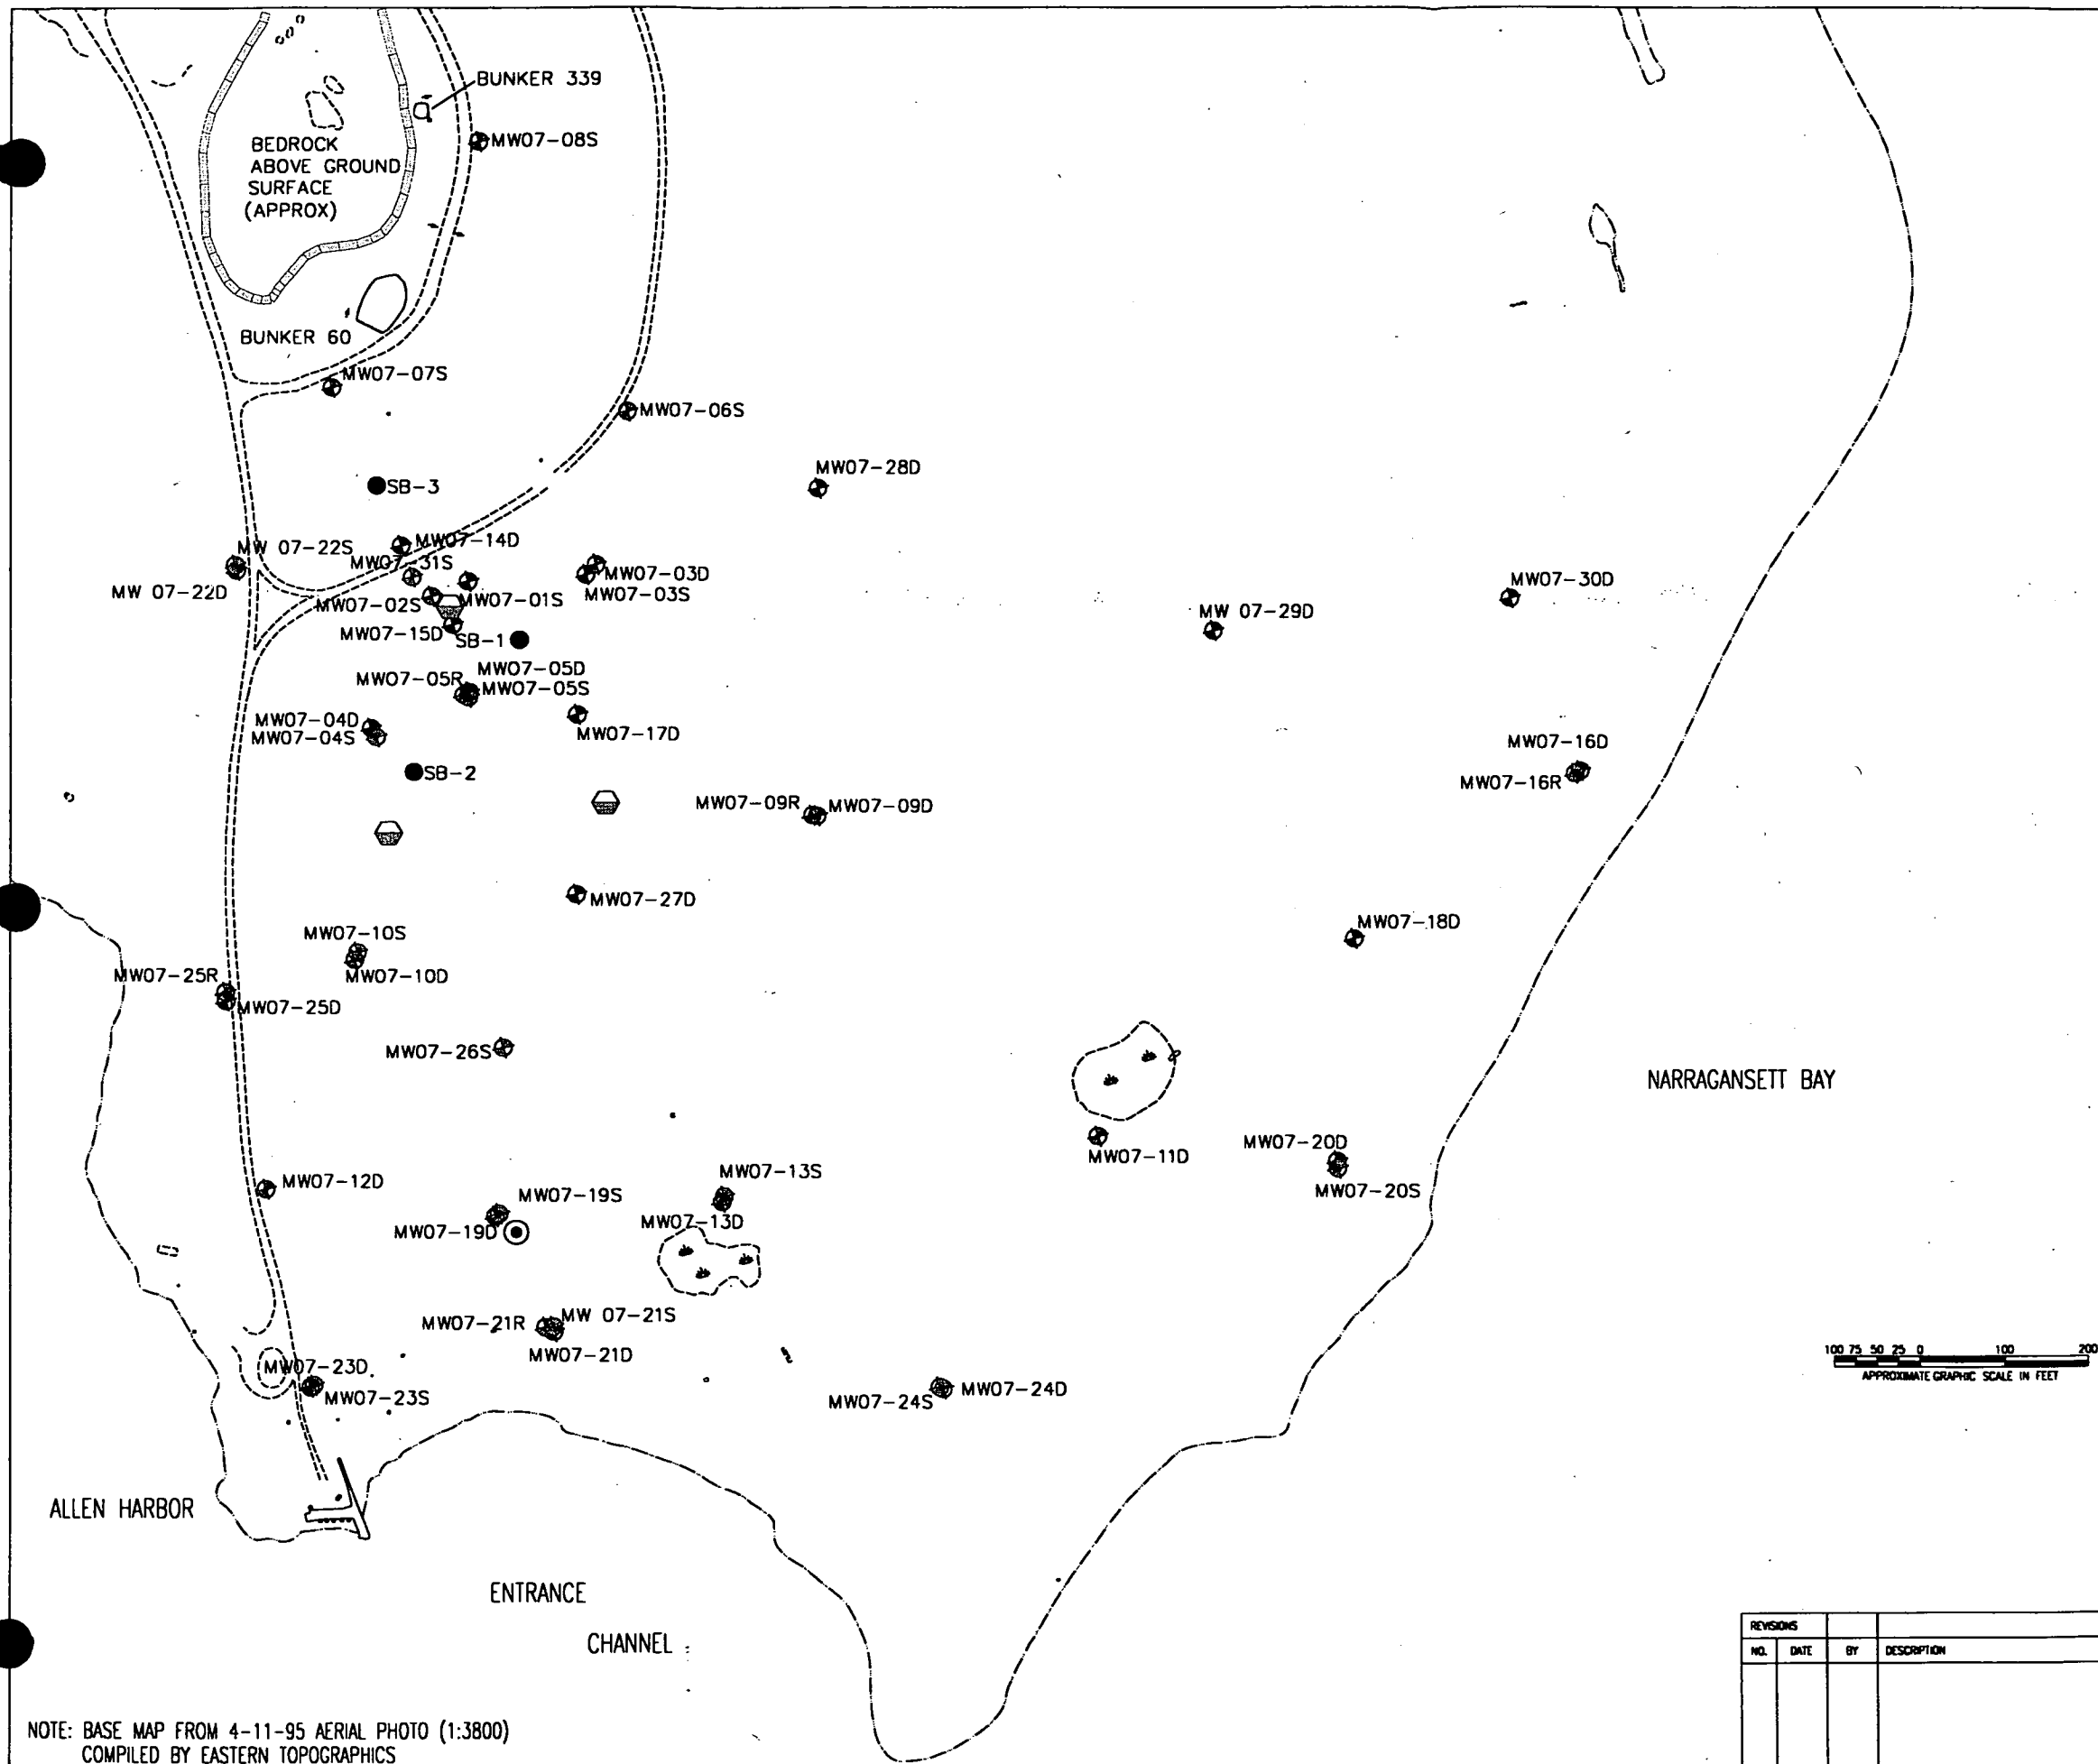 BUNKER 339
MW07-08S
BEDROCK
ABOVE GROUND
SURFACE
(APPROX)
BUNKER 60
MW07-07S
MW07-06S
MW07-28D
SB-3
MW07-14D
MW 07-22S
MW07-31S
MW 07-22D
MW07-03D
MW07-03S
MW07-02S
MW07-01S
MW07-30D
MW 07-29D
MW07-15D
SB-1
MW07-05D
MW07-05R
MW07-05S
MW07-04D
MW07-04S
MW07-17D
MW07-16D
MW07-16R
SB-2
MW07-09R
MW07-09D
MW07-27D
MW07-18D
MW07-10S
MW07-10D
MW07-25R
MW07-25D
MW07-26S
NARRAGANSETT BAY
MW07-11D
MW07-20D
MW07-20S
MW07-12D
MW07-13S
MW07-19S
MW07-13D
MW07-19D
MW07-21R
MW 07-21S
MW07-21D
MW07-23D
MW07-23S
MW07-24S
MW07-24D
100 75 50 25 0 100 200
APPROXIMATE GRAPHIC SCALE IN FEET
ALLEN HARBOR
ENTRANCE
CHANNEL
REVISIONS
NO. DATE BY DESCRIPTION
NOTE: BASE MAP FROM 4-11-95 AERIAL PHOTO (1:3800)
COMPILED BY EASTERN TOPOGRAPHICS